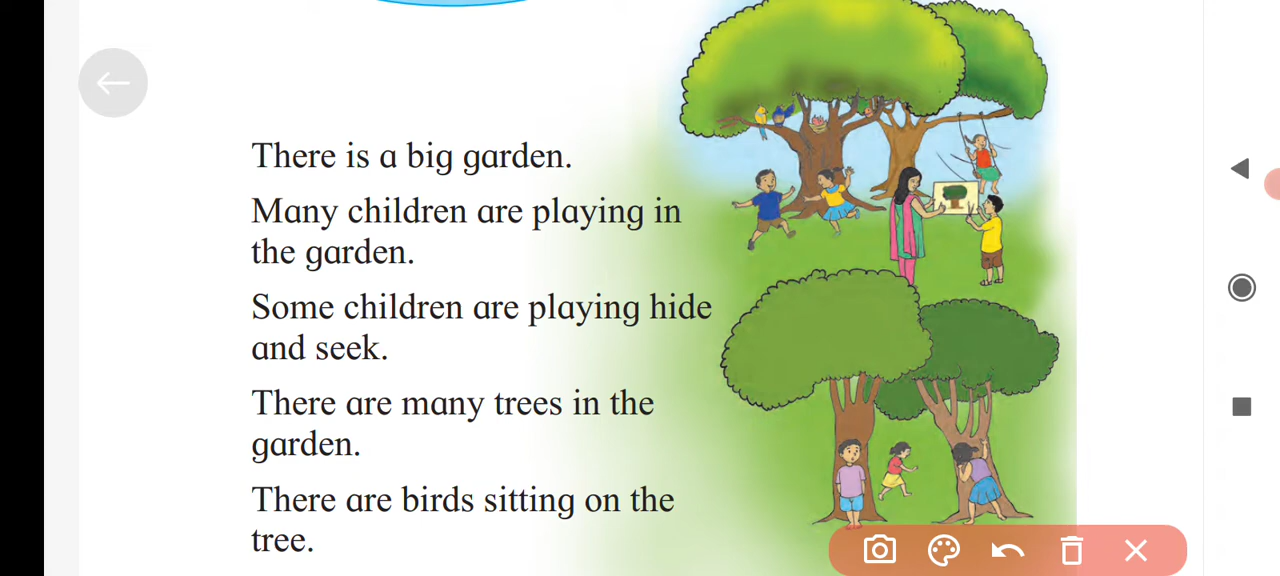 There is a big garden.
Many children are playing in
the garden.
Some children are playing hide
and seek.
There are many trees in the
garden.
There are birds sitting on the
tree.